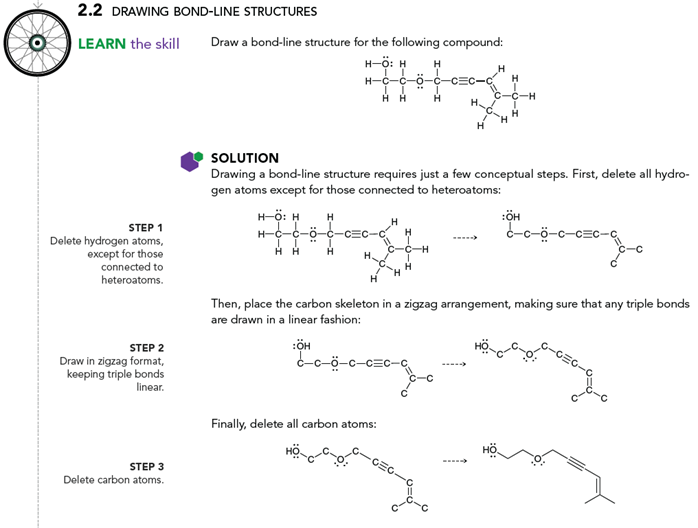 2.2 DRAWING BOND-LINE STRUCTURES
LEARN the skill
Draw a bond-line structure for the following compound:
SOLUTION
Drawing a bond-line structure requires just a few conceptual steps. First, delete all hydro-
gen atoms except for those connected to heteroatoms:
STEP 1
Delete hydrogen atoms,
except for those
connected to
heteroatoms.
Then, place the carbon skeleton in a zigzag arrangement, making sure that any triple bonds
are drawn in a linear fashion:
STEP 2
Draw in zigzag format,
keeping triple bonds
linear.
Finally, delete all carbon atoms:
STEP 3
Delete carbon atoms.